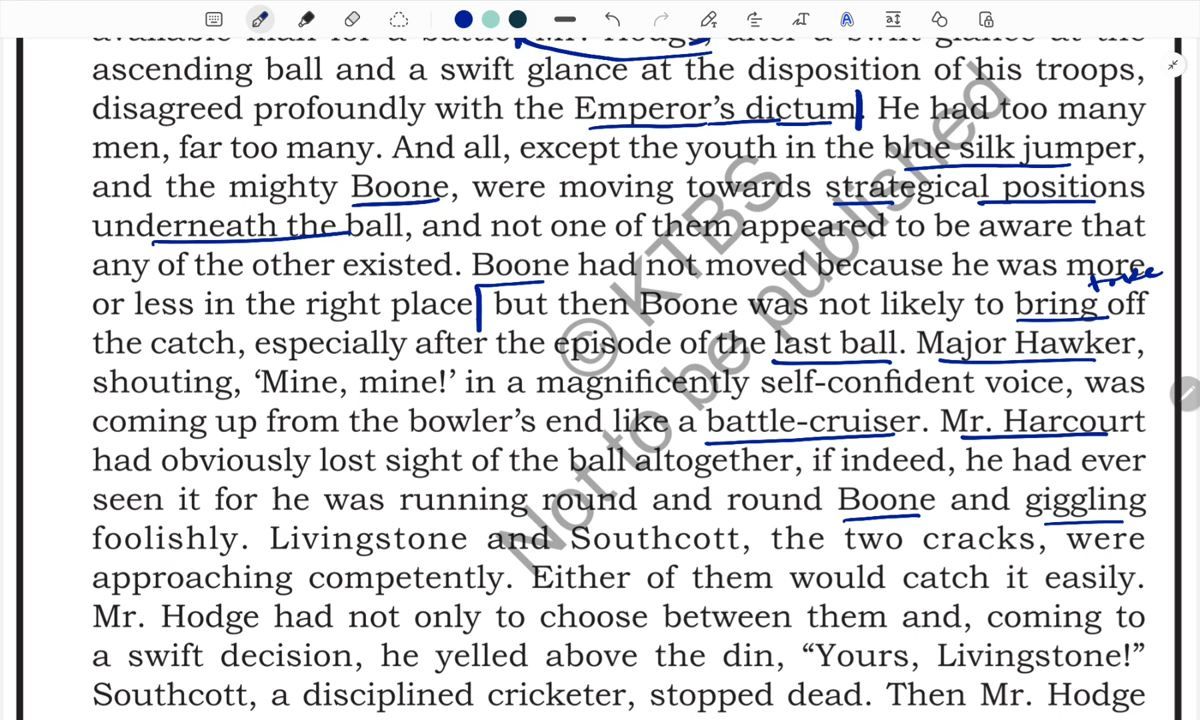 ascending ball and a swift glance at the disposition of his troops,
disagreed profoundly with the Emperor's dictum. He had too many
men, far too many. And all, except the youth in the blue silk jumper,
and the mighty Boone, were moving towards strategical positions
underneath the ball, and not one of them appeared to be aware that
any of the other existed. Boone had not moved because he was more
or less in the right place, but then Boone was not likely to bring off
the catch, especially after the episode of the last ball. Major Hawker,
shouting, ‘Mine, mine!’ in a magnificently self-confident voice, was
coming up from the bowler's end like a battle-cruiser. Mr. Harcourt
had obviously lost sight of the ball altogether, if indeed, he had ever
seen it for he was running round and round Boone and giggling
foolishly. Livingstone and Southcott, the two cracks, were
approaching competently. Either of them would catch it easily.
Mr. Hodge had not only to choose between them and, coming to
a swift decision, he yelled above the din, “Yours, Livingstone!”
Southcott, a disciplined cricketer, stopped dead. Then Mr. Hodge
© KTBS
Not to be published